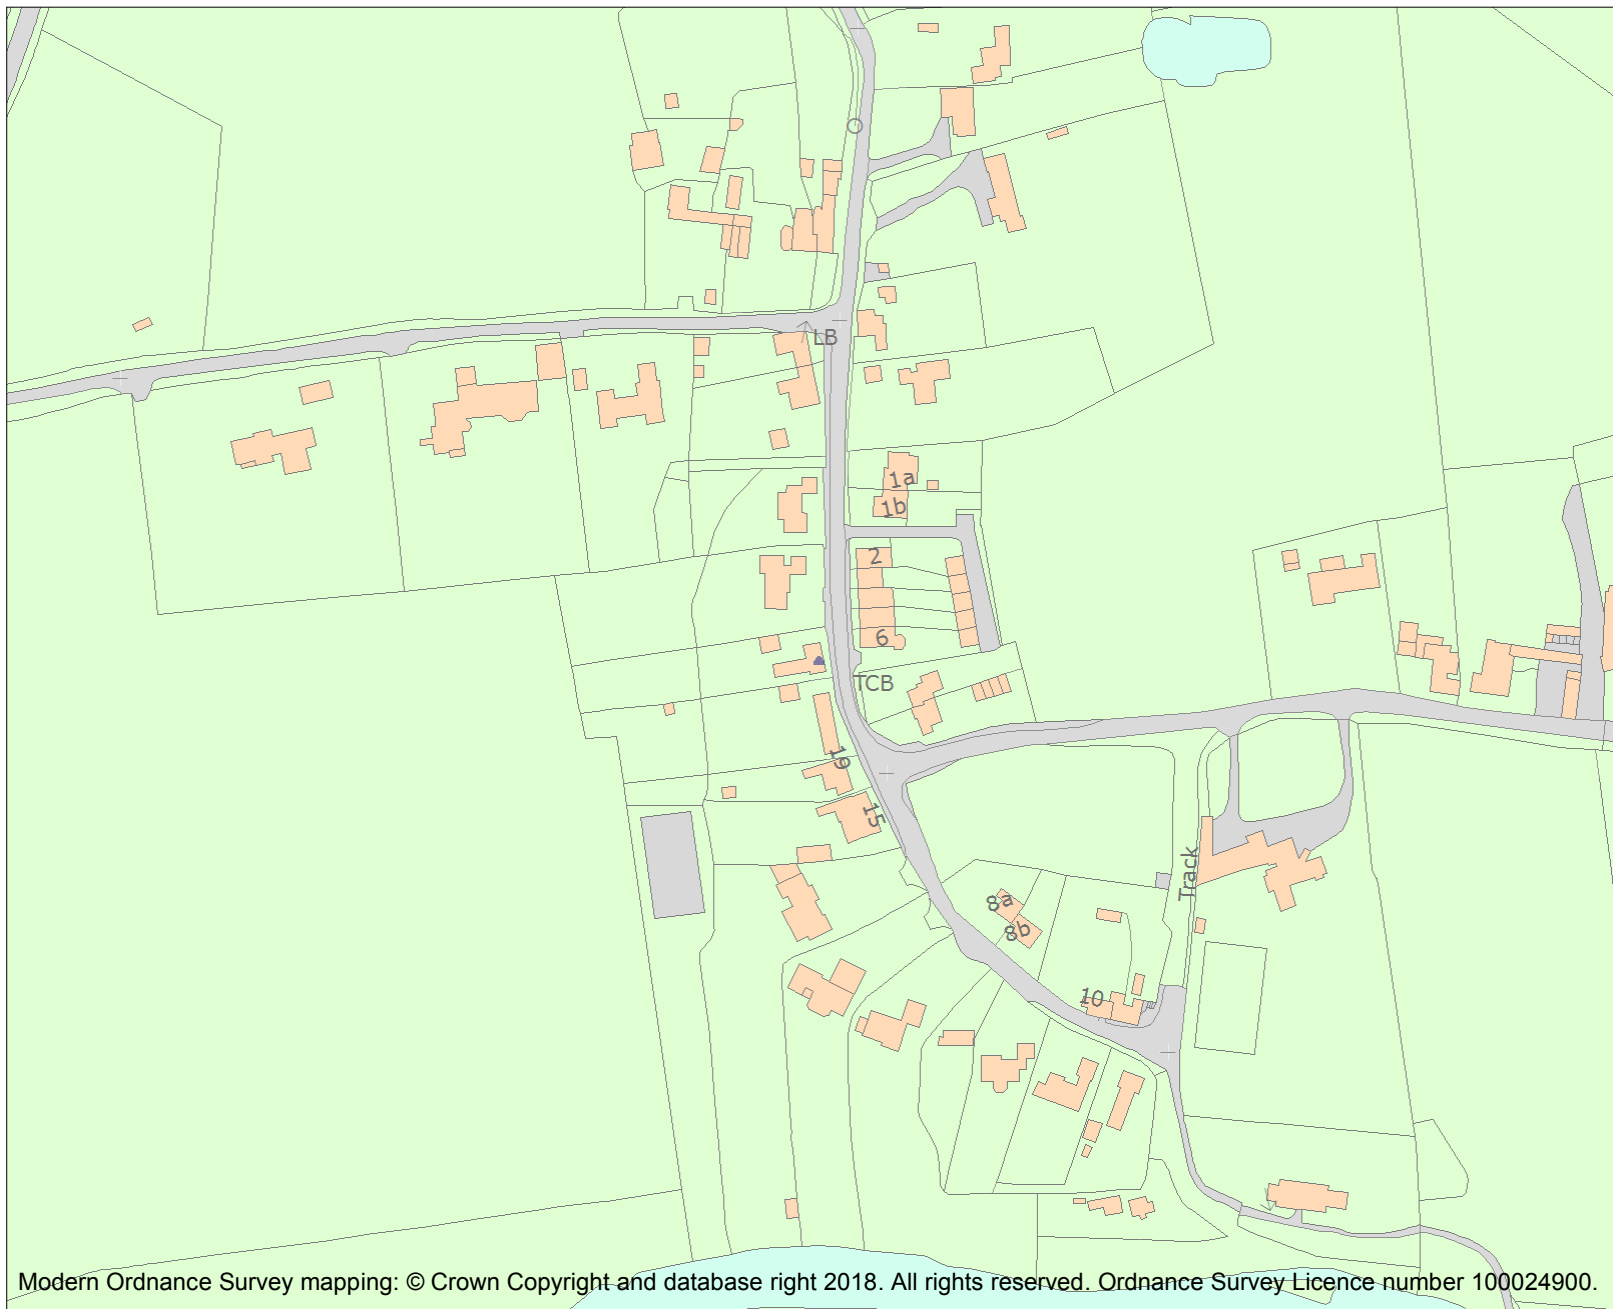 LB
1a
1b
2
6
TCB
19
15
Track
8a
8b
10
Modern Ordnance Survey mapping: © Crown Copyright and database right 2018. All rights reserved. Ordnance Survey Licence number 100024900.